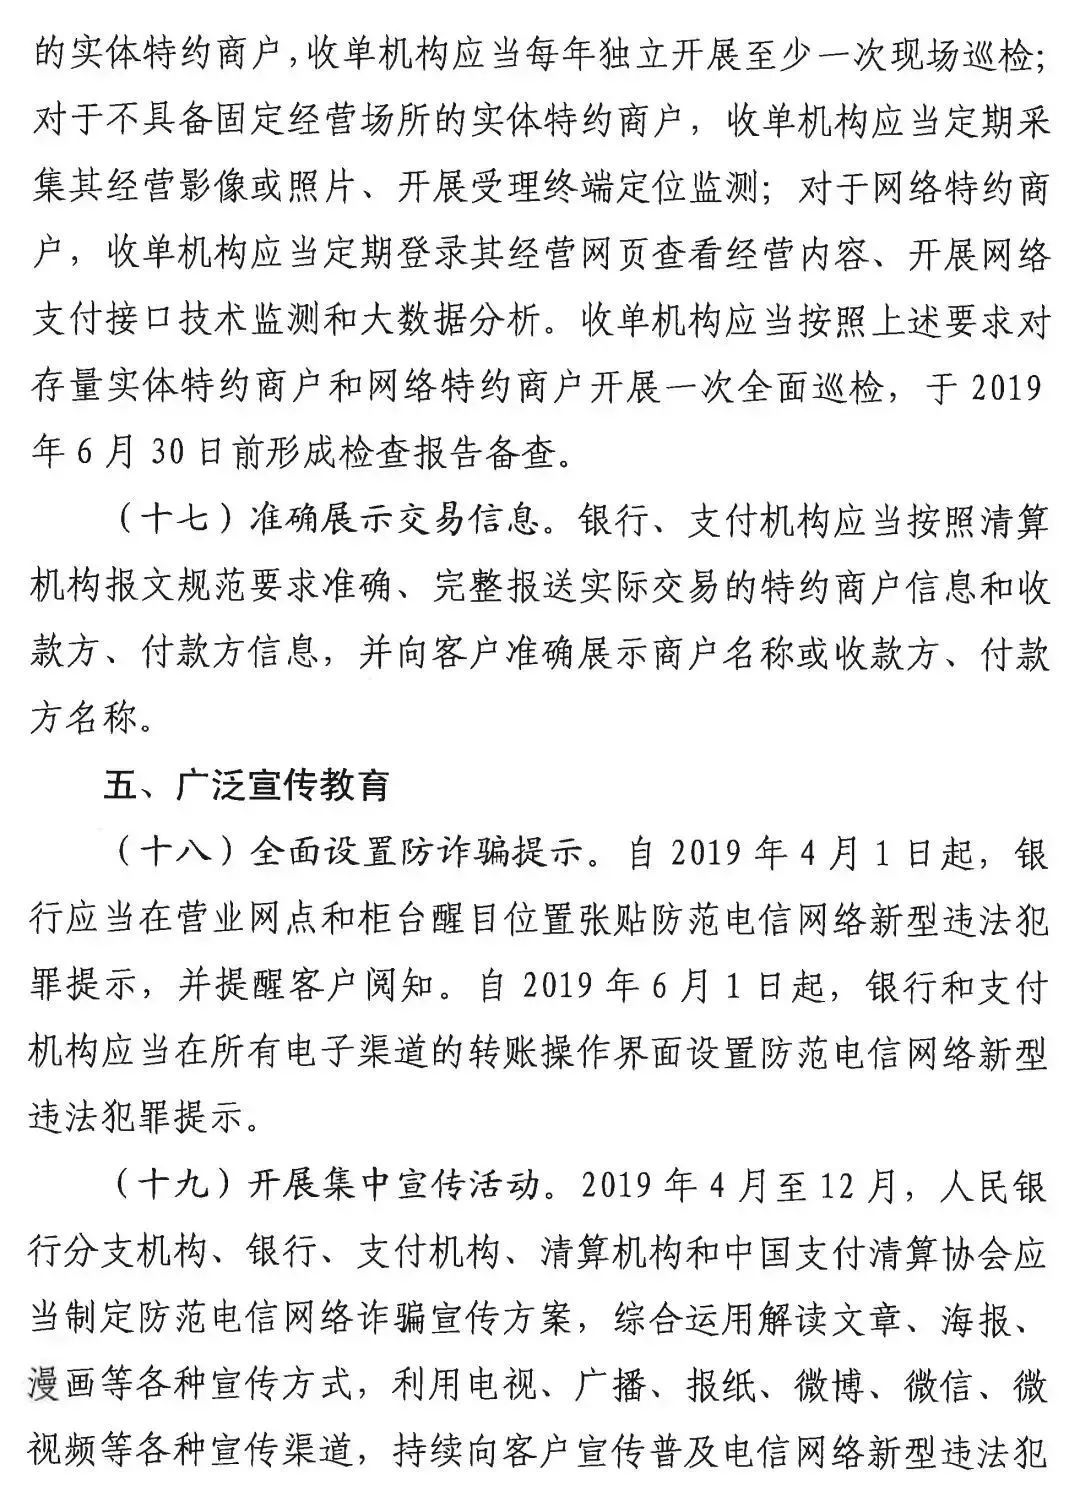 的实体特约商户,收单机构应当每年独立开展至少一次现场巡检;
对于不具备固定经营场所的实体特约商户，收单机构应当定期采
集其经营影像或照片、开展受理终端定位监测；对于网络特约商
户，收单机构应当定期登录其经营网页查看经营内容、开展网络
支付接口技术监测和大数据分析。收单机构应当按照上述要求对
存量实体特约商户和网络特约商户开展一次全面巡检，于 2019
年 6 月 30 日前形成检查报告备查。
（十七）准确展示交易信息。银行、支付机构应当按照清算
机构报文规范要求准确、完整报送实际交易的特约商户信息和收
款方、付款方信息，并向客户准确展示商户名称或收款方、付款
方名称。
五、广泛宣传教育
（十八）全面设置防诈骗提示。自 2019 年 4 月 1 日起，银
行应当在营业网点和柜台醒目位置张贴防范电信网络新型违法犯
罪提示，并提醒客户阅知。自 2019 年 6 月 1 日起，银行和支付
机构应当在所有电子渠道的转账操作界面设置防范电信网络新型
违法犯罪提示。
（十九）开展集中宣传活动。2019 年 4 月至 12 月，人民银
行分支机构、银行、支付机构、清算机构和中国支付清算协会应
当制定防范电信网络诈骗宣传方案，综合运用解读文章、海报、
漫画等各种宣传方式，利用电视、广播、报纸、微博、微信、微
视频等各种宣传渠道，持续向客户宣传普及电信网络新型违法犯